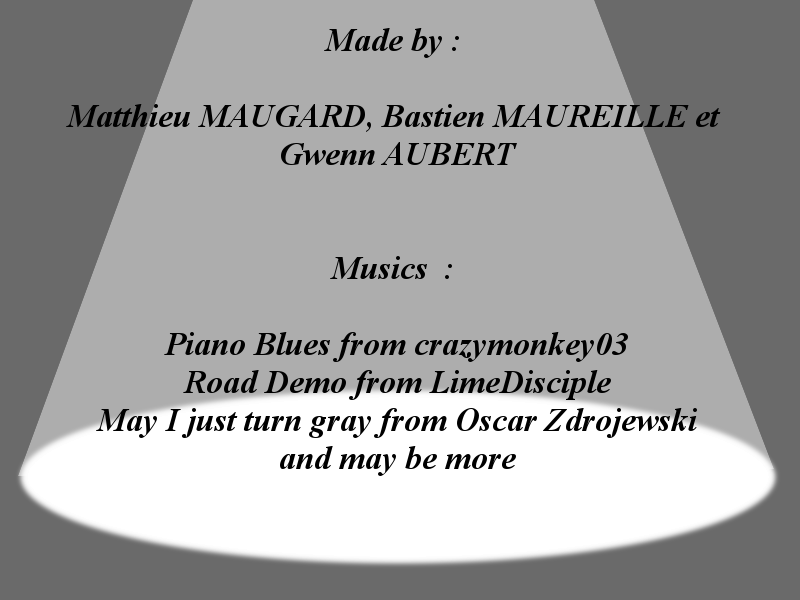 Made by :
Matthieu MAUGARD, Bastien MAUREILLE et
Gwenn AUBERT
Musics  :
Piano Blues from crazymonkey03
Road Demo from LimeDisciple
May I just turn gray from Oscar Zdrojewski
and may be more